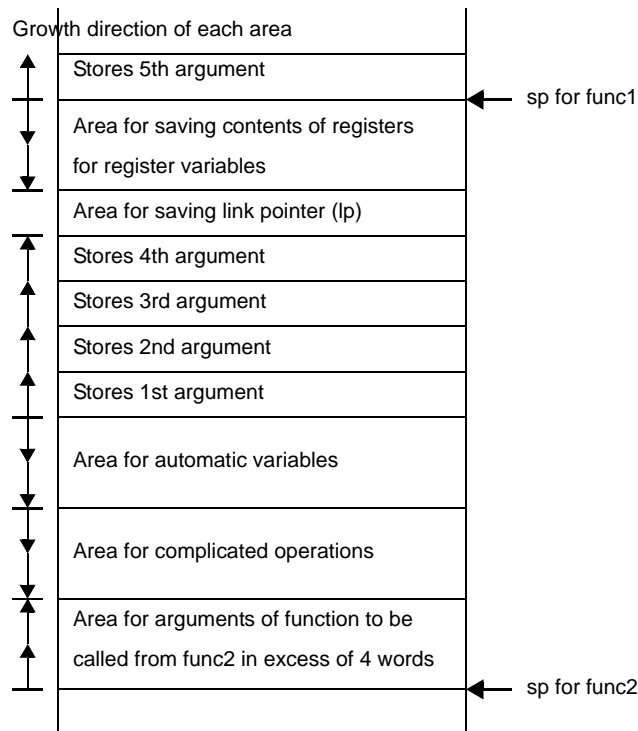 Growth direction of each area
Stores 5th argument
sp for func1
Area for saving contents of registers
for register variables
Area for saving link pointer (lp)
Stores 4th argument
Stores 3rd argument
Stores 2nd argument
Stores 1st argument
Area for automatic variables
Area for complicated operations
Area for arguments of function to be
called from func2 in excess of 4 words
sp for func2